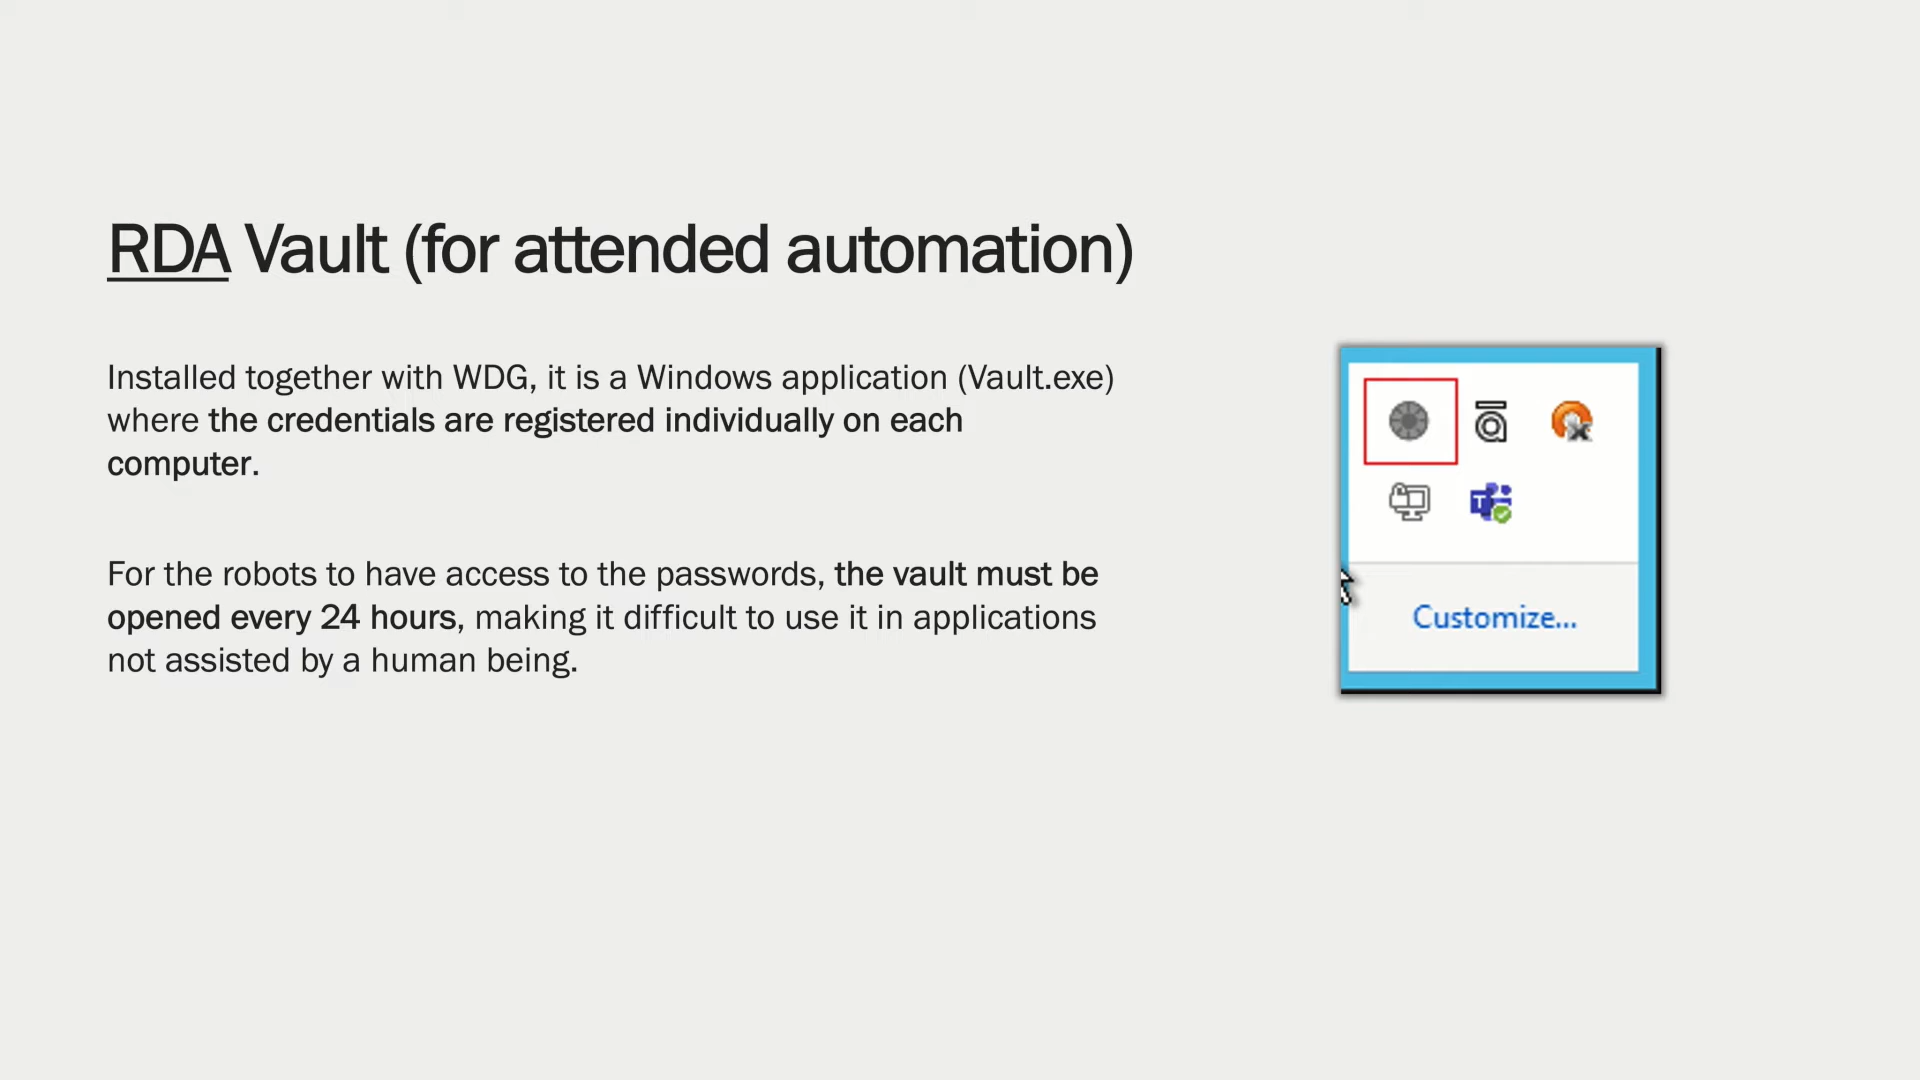 RDA Vault (for attended automation)
Installed together with WDG, it is a Windows application (Vault.exe)
where the credentials are registered individually on each
computer.
For the robots to have access to the passwords, the vault must be
opened every 24 hours, making it difficult to use it in applications
not assisted by a human being.
Customize...